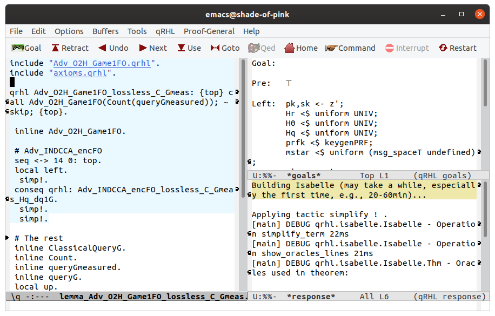 emacs@shade-of-pink
File Edit Options Buffers Tools qRHL Proof-General Help
Goal Retract Undo Next Use Goto Qed Home Command Interrupt Restart
include "Adv_O2H_Game1FO.qrhl".
include "axioms.qrhl".
qrhl Adv_O2H_Game1FO_lossless_C_Gmeas: {top} c
all Adv_O2H_Game1FO(Count(queryGMeasured)); ~
skip; {top}.
inline Adv_O2H_Game1FO.
# Adv_INDCCA_encFO
seq <-> 14 0: top.
local left.
simp!.
conseq qrhl: Adv_INDCCA_encFO_lossless_C_GMea
s_Hq_dq1G.
simp!.
simp!.
# The rest
inline ClassicalQueryG.
inline Count.
inline queryGMeasured.
inline queryG.
local up.
\q -:--- lemma_Adv_O2H_Game1FO_lossless_C_Gmeas.
Goal:
Pre: ⊤
Left: pk,sk <- z';
Hr <$ uniform UNIV;
H0 <$ uniform UNIV;
Hq <$ uniform UNIV;
prfk <$ keygenPRF;
mstar <$ uniform (msg_spaceT undefined)
;
U:%%- *goals* Top L1 (qRHL goals)
Building Isabelle (may take a while, especiall
y the first time, e.g., 20-60min)...
Applying tactic simplify ! .
[main] DEBUG qrhl.isabelle.Isabelle - Operatio
n simplify_term 22ms
[main] DEBUG qrhl.isabelle.Isabelle - Operatio
n show_oracles 21ms
[main] DEBUG qrhl.isabelle.Isabelle.Thm - Orac
les used in theorem:
U:%%- *response* All L6 (qRHL response)